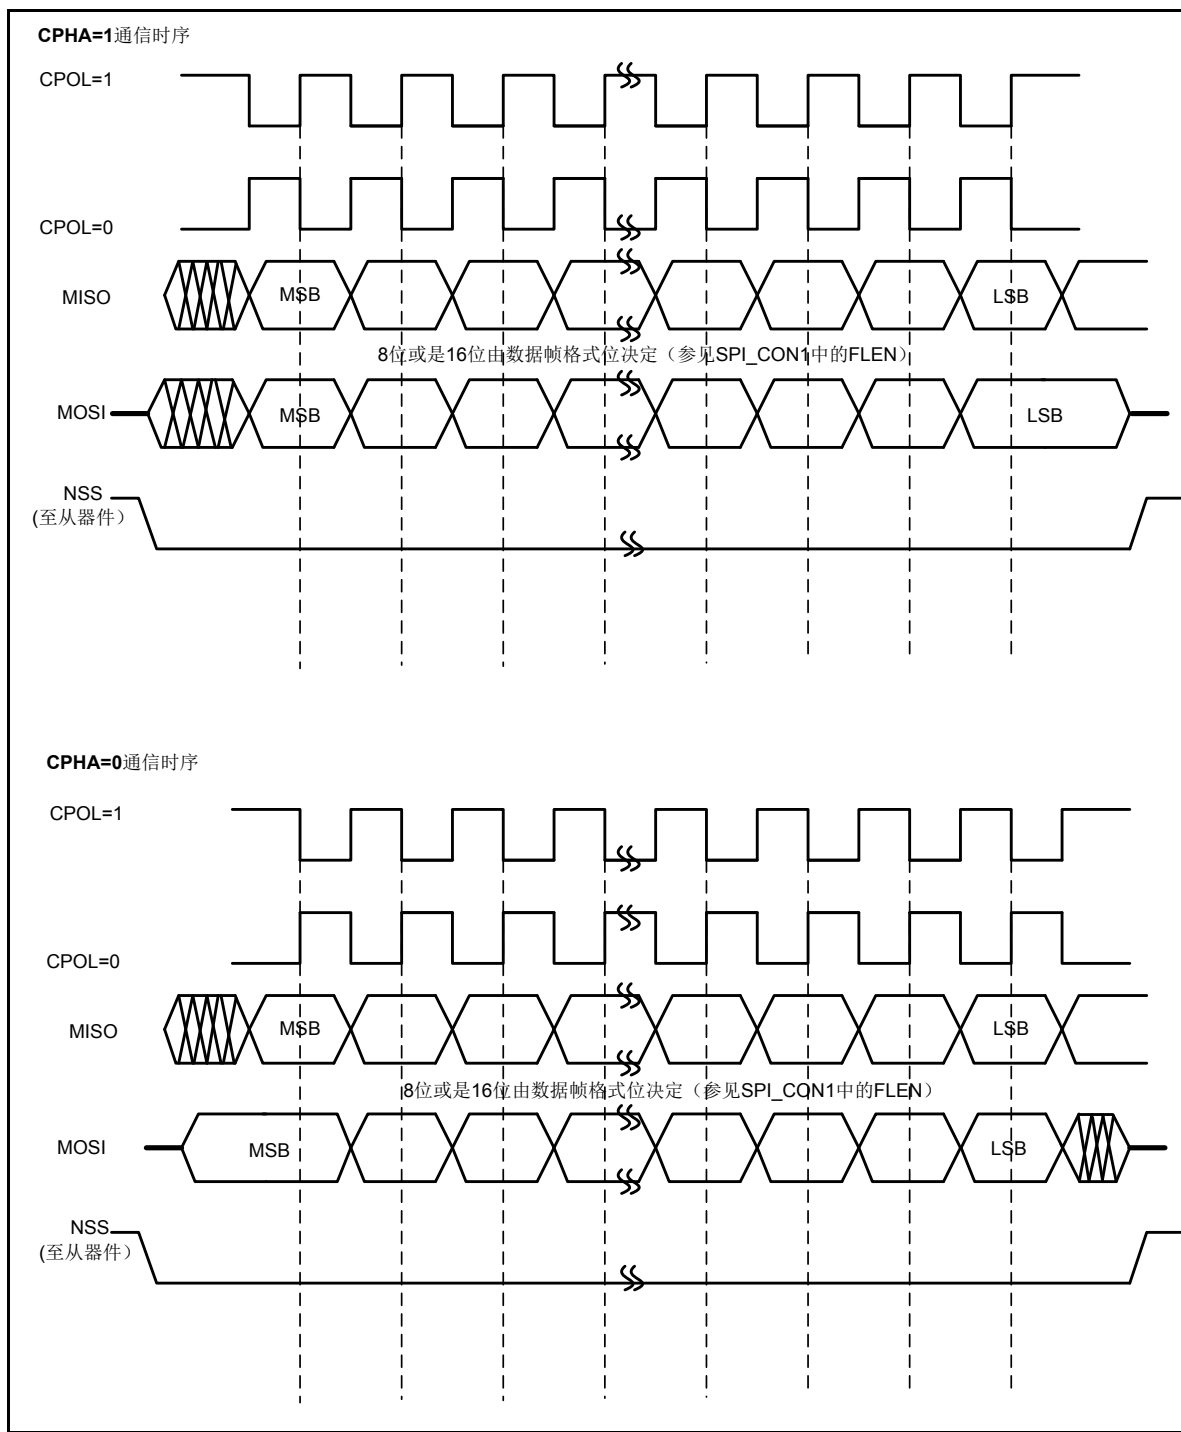 CPHA=1通信时序
CPOL=1
CPOL=0
MISO
MSB
LSB
8位或是16位由数据帧格式位决定（参见SPI_CON1中的FLEN）
MOSI
MSB
LSB
NSS
(至从器件）
CPHA=0通信时序
CPOL=1
CPOL=0
MISO
MSB
LSB
8位或是16位由数据帧格式位决定（参见SPI_CON1中的FLEN）
MOSI
MSB
LSB
NSS
(至从器件）